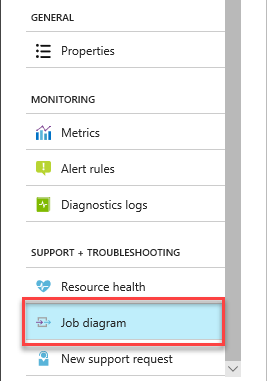 GENERAL
Properties
MONITORING
Metrics
Alert rules
Diagnostics logs
SUPPORT + TROUBLESHOOTING
Resource health
Job diagram
New support request